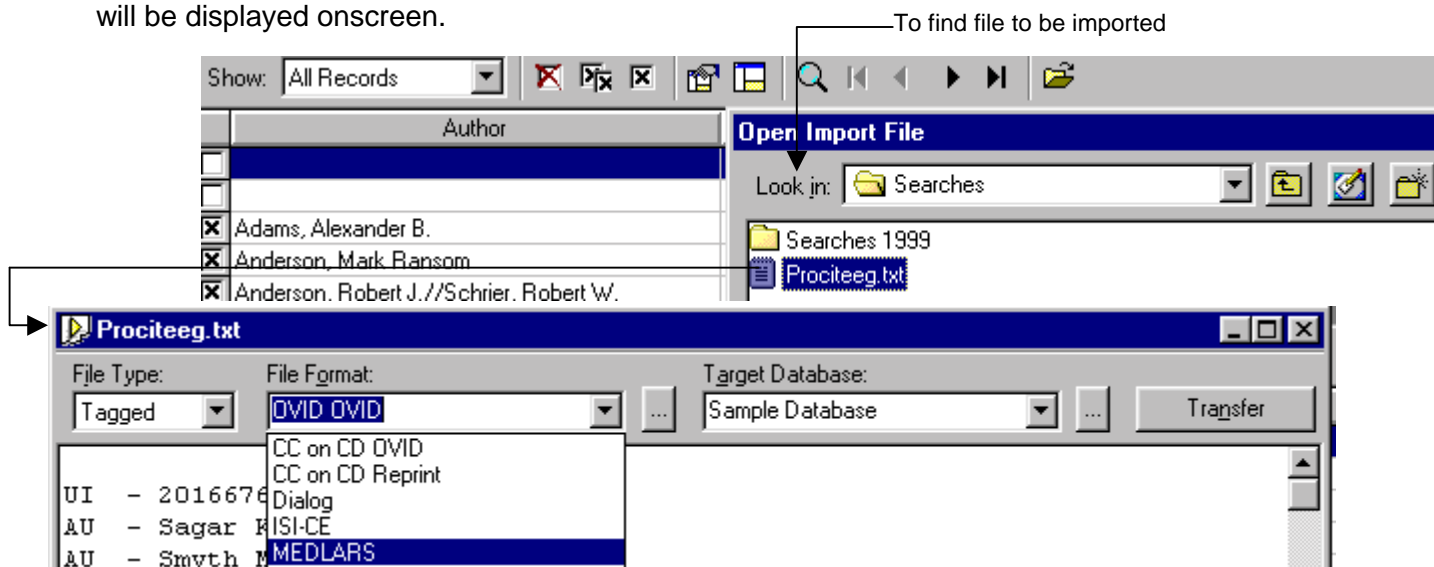 will be displayed onscreen.
To find file to be imported
Show: All Records
Author
Open Import File
Look in: Searches
Adams, Alexander B.
Searches 1999
Anderson, Mark Ransom
Prociteeg.txt
Anderson, Robert J.//Schrier, Robert W.
Prociteeg.txt
File Type: File Format: Target Database:
Tagged OVID OVID ... Sample Database ... Transfer
CC on CD OVID
CC on CD Reprint
UI - 2016676
Dialog
AU - Sagar
ISI-CE
AU - Smyth
MEDLARS